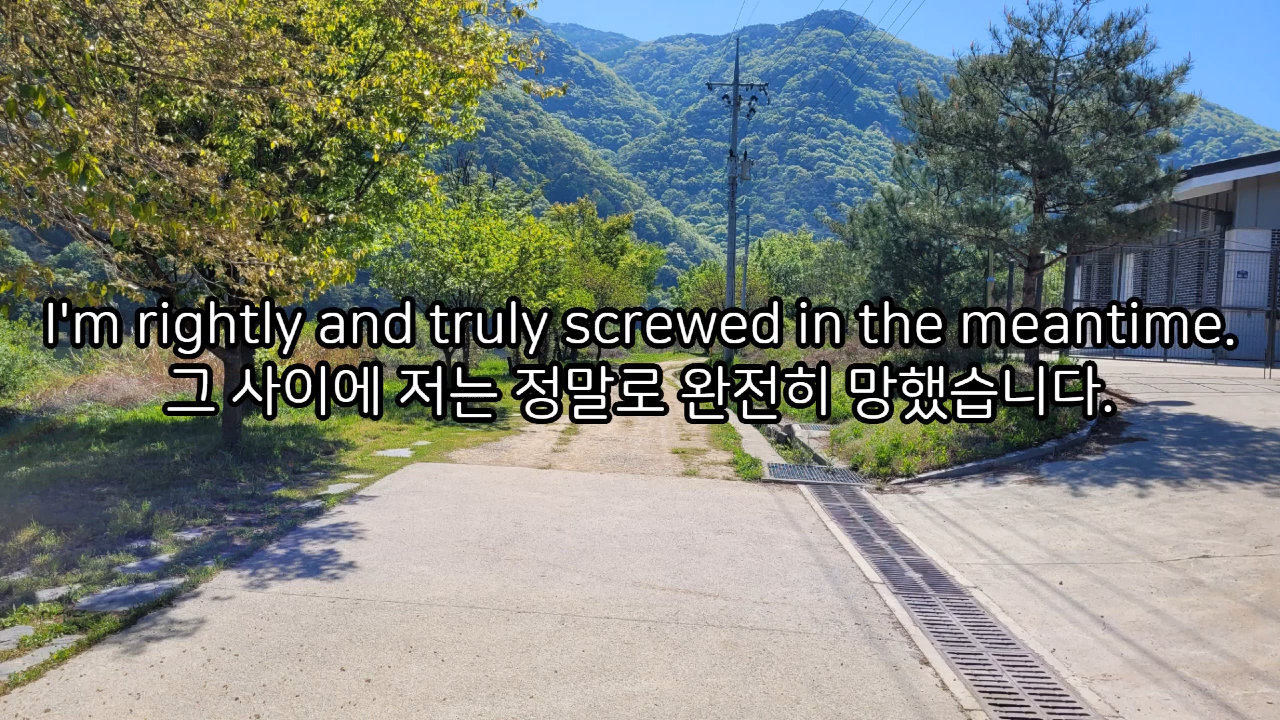 I'm rightly and truly screwed in the meantime.
그 사이에 저는 정말로 완전히 망했습니다.